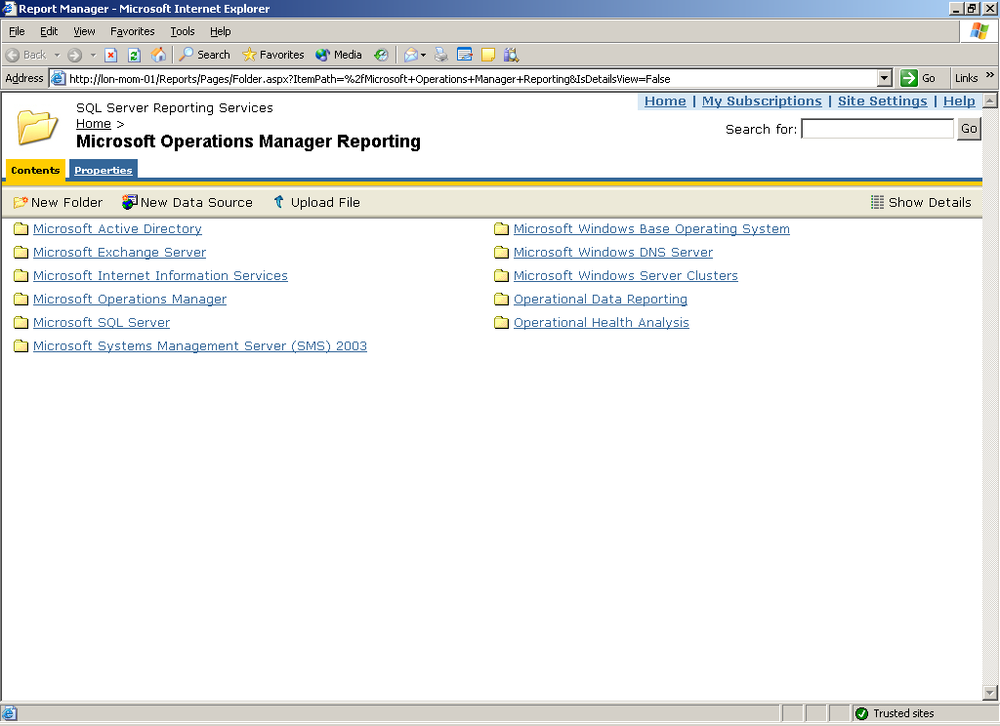 Report Manager - Microsoft Internet Explorer
File Edit View Favorites Tools Help
Back Search Favorites Media
Address http://lon-mom-01/Reports/Pages/Folder.aspx?ItemPath=%2fMicrosoft+Operations+Manager+Reporting&IsDetailsView=False Go Links »
SQL Server Reporting Services
Home | My Subscriptions | Site Settings | Help
Home >
Microsoft Operations Manager Reporting
Search for: Go
Contents Properties
New Folder New Data Source Upload File Show Details
Microsoft Active Directory
Microsoft Exchange Server
Microsoft Internet Information Services
Microsoft Operations Manager
Microsoft SQL Server
Microsoft Systems Management Server (SMS) 2003
Microsoft Windows Base Operating System
Microsoft Windows DNS Server
Microsoft Windows Server Clusters
Operational Data Reporting
Operational Health Analysis
Trusted sites